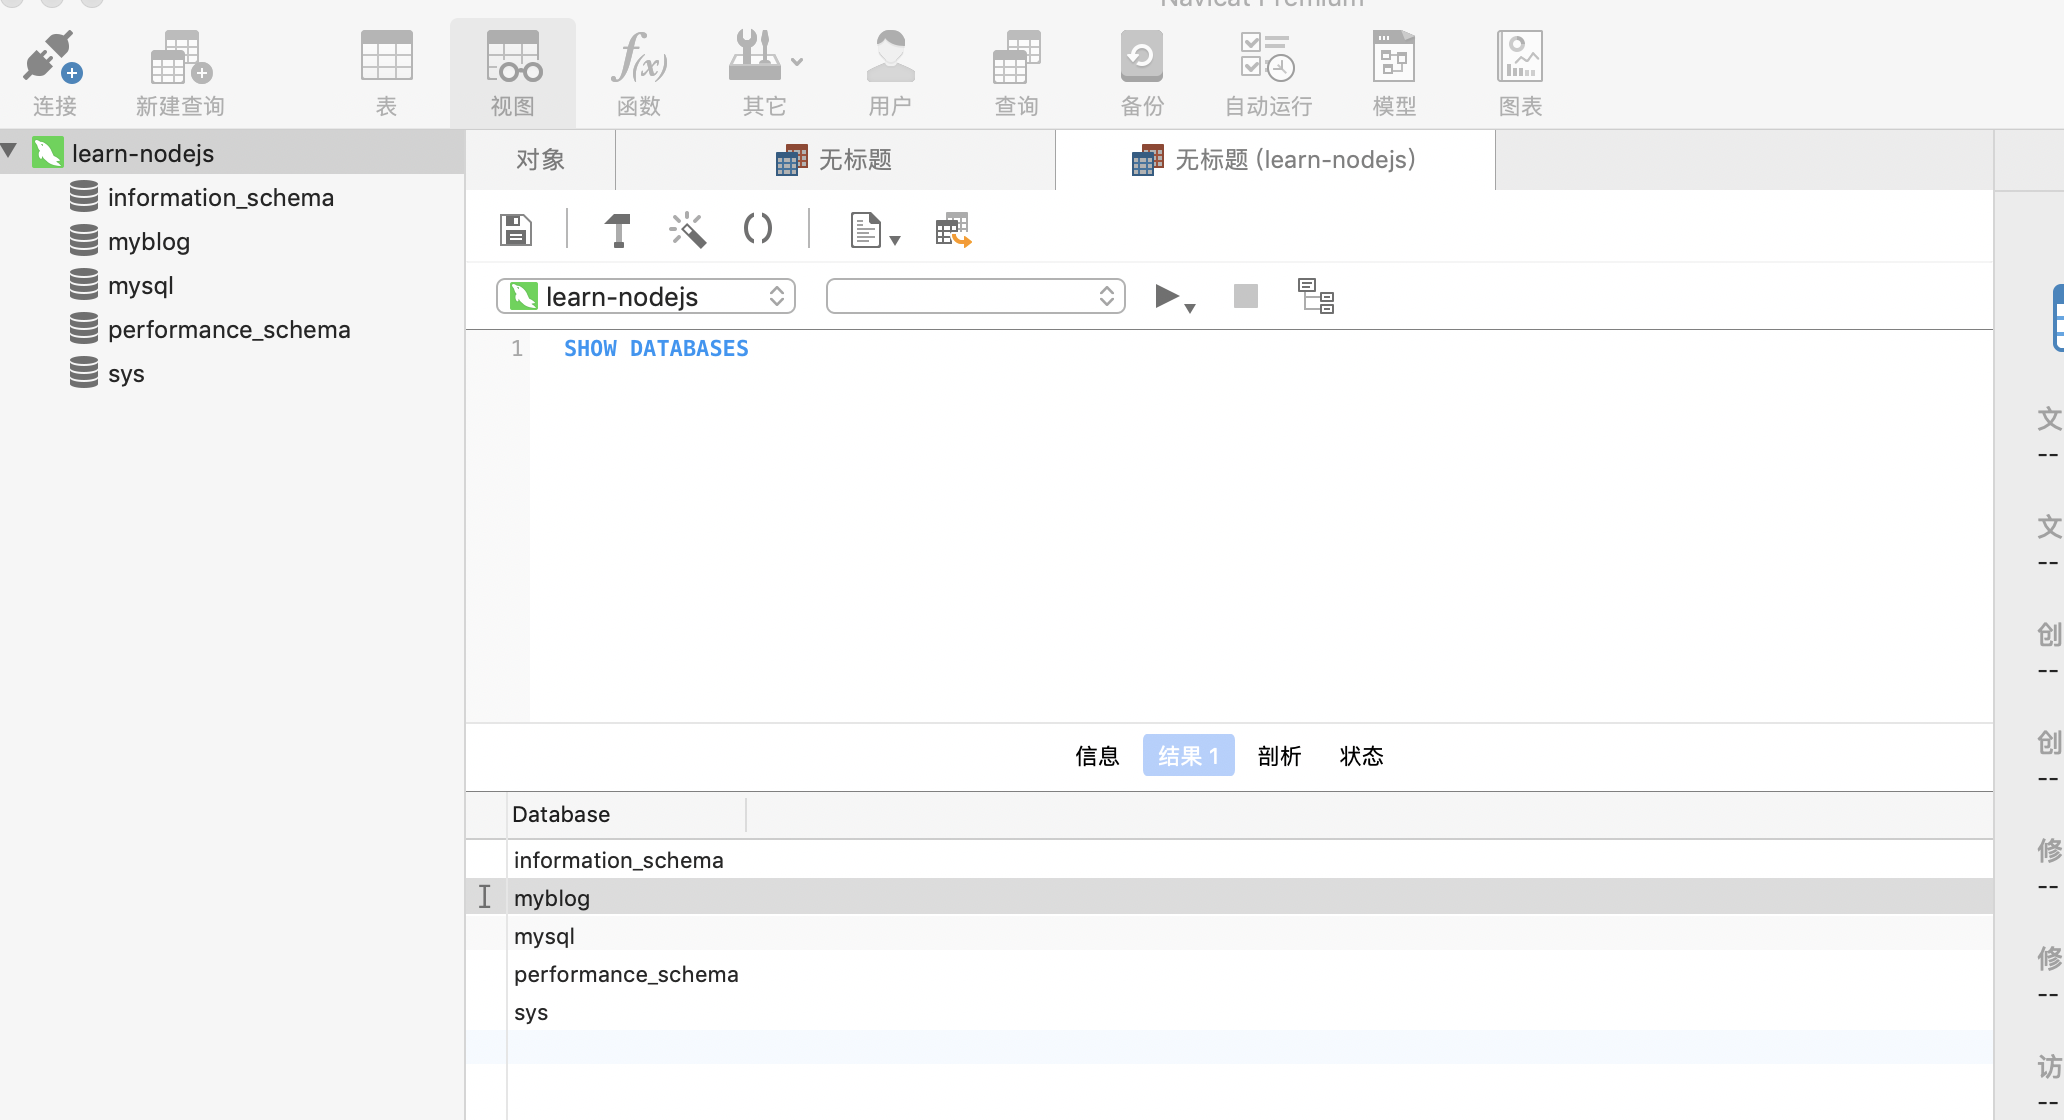 连接
新建查询
表
视图
f(x)
函数
其它
用户
查询
备份
自动运行
模型
图表
learn-nodejs
information_schema
myblog
mysql
performance_schema
sys
对象
无标题
无标题 (learn-nodejs)
learn-nodejs
1 SHOW DATABASES
信息 结果 1 剖析 状态
Database
information_schema
myblog
mysql
performance_schema
sys
文
--
文
--
创
--
创
--
修
--
修
--
访
--